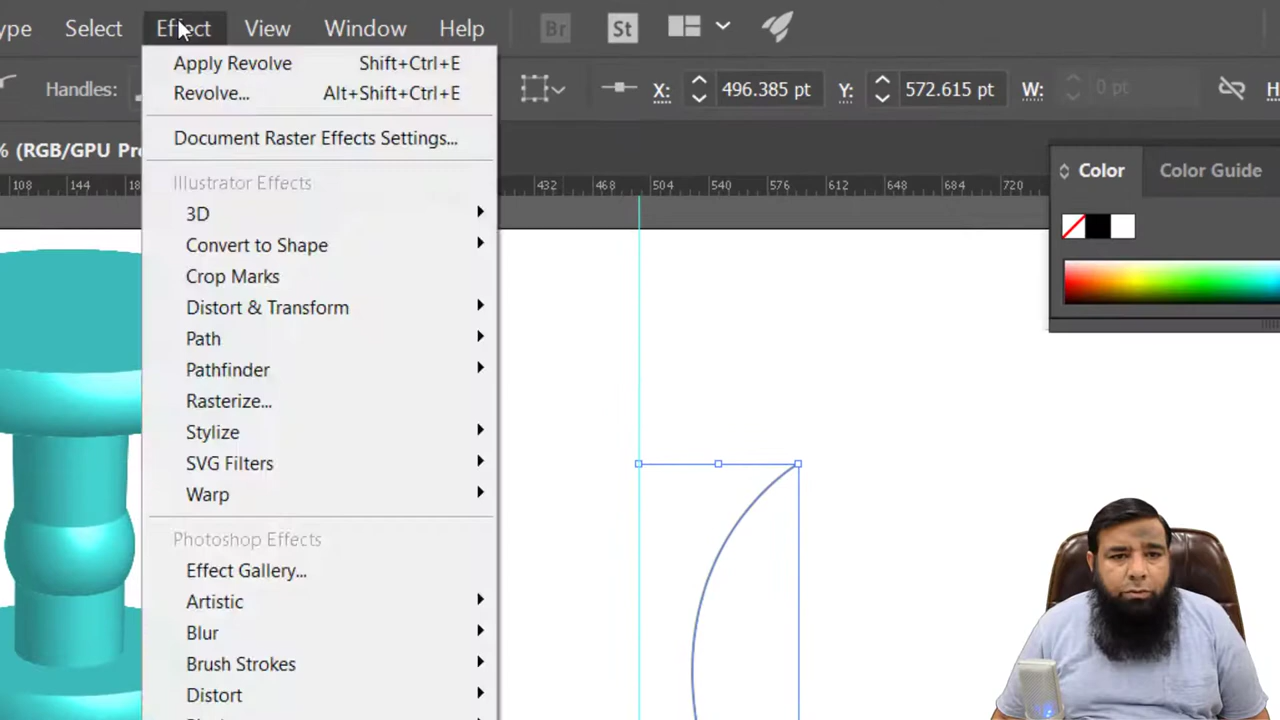 ype Select Effect View Window Help Br St
Handles: X: 496.385 pt Y: 572.615 pt W: 0 pt H
% (RGB/GPU Pre
108 144 18 432 468 504 540 576 612 648 684 720
Apply Revolve Shift+Ctrl+E
Revolve... Alt+Shift+Ctrl+E
Document Raster Effects Settings...
Illustrator Effects
3D
Convert to Shape
Crop Marks
Distort & Transform
Path
Pathfinder
Rasterize...
Stylize
SVG Filters
Warp
Photoshop Effects
Effect Gallery...
Artistic
Blur
Brush Strokes
Distort
Color Color Guide